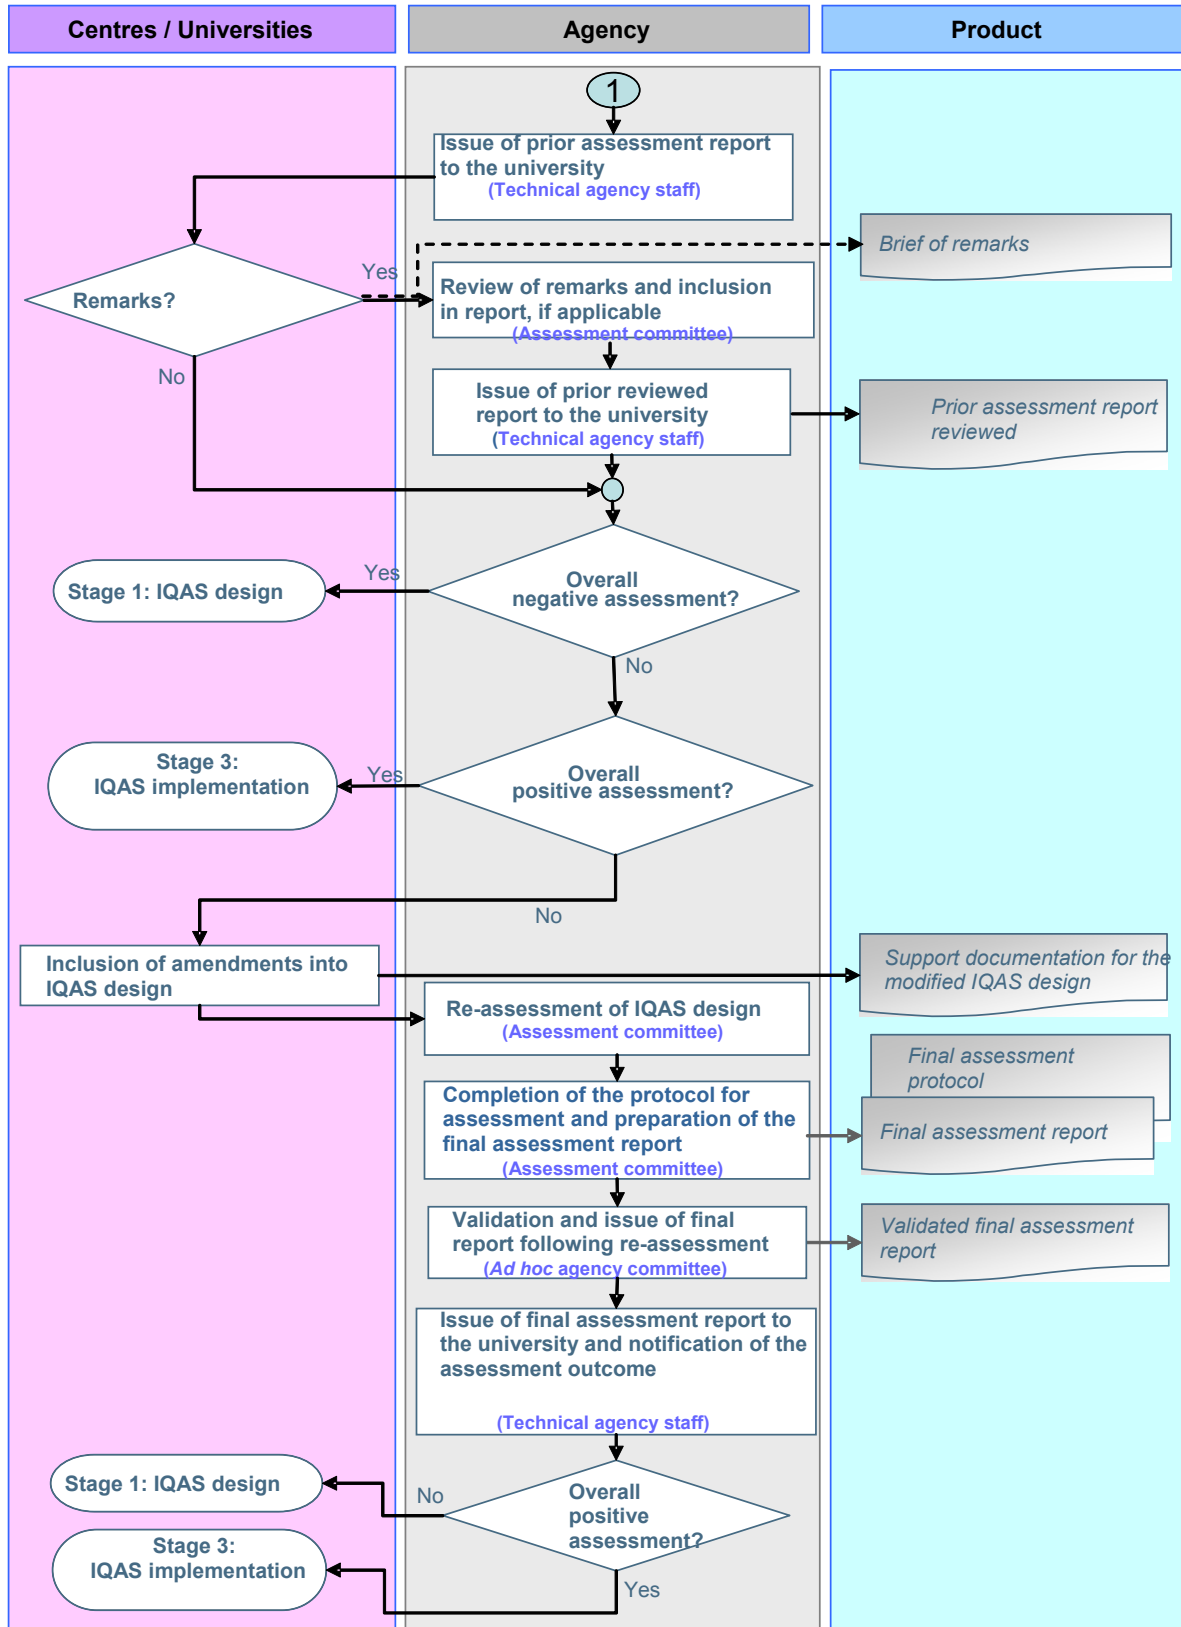 Centres / Universities
Agency
Product
1
Issue of prior assessment report
to the university
(Technical agency staff)
Brief of remarks
Yes
Remarks?
Review of remarks and inclusion
in report, if applicable
(Assessment committee)
No
Issue of prior reviewed
report to the university
(Technical agency staff)
Prior assessment report
reviewed
Stage 1: IQAS design
Yes
Overall
negative assessment?
No
Stage 3:
IQAS implementation
Yes
Overall
positive assessment?
No
Inclusion of amendments into
IQAS design
Support documentation for the
modified IQAS design
Re-assessment of IQAS design
(Assessment committee)
Final assessment
protocol
Completion of the protocol for
assessment and preparation of the
final assessment report
(Assessment committee)
Final assessment report
Validation and issue of final
report following re-assessment
(Ad hoc agency committee)
Validated final assessment
report
Issue of final assessment report to
the university and notification of the
assessment outcome
(Technical agency staff)
Stage 1: IQAS design
No
Overall
positive
assessment?
Stage 3:
IQAS implementation
Yes